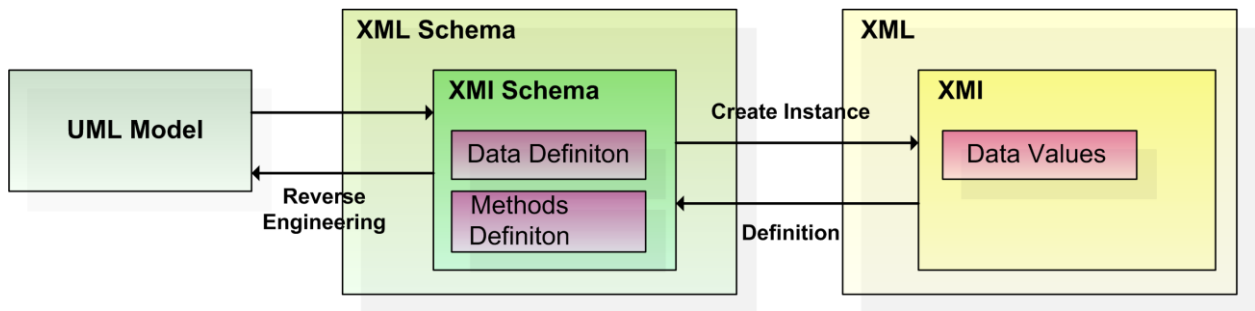 XML Schema
XML
XMI Schema
XMI
UML Model
Create Instance
Data Definiton
Data Values
Reverse
Engineering
Methods
Definiton
Definition